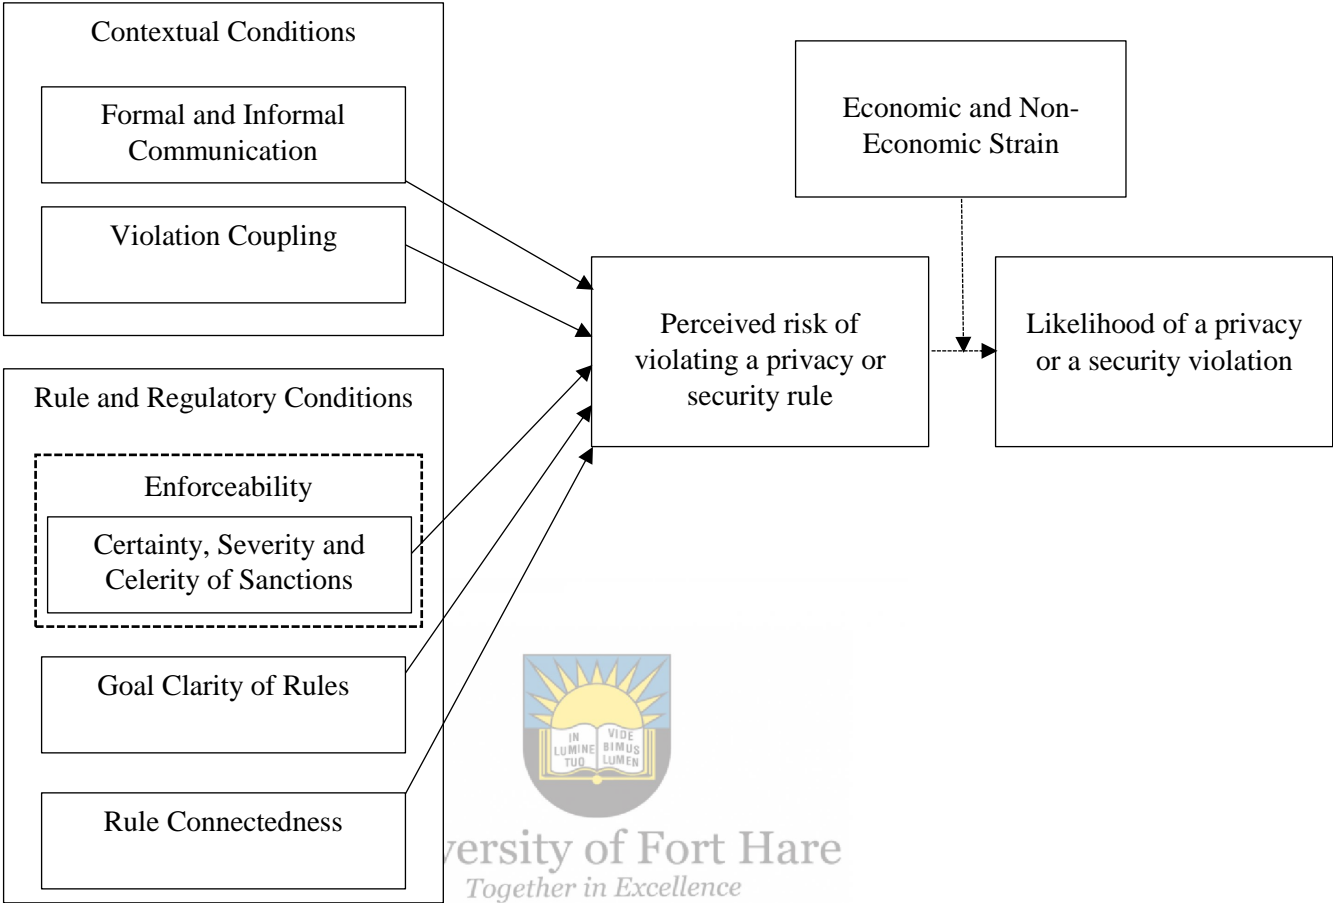 Contextual Conditions
Formal and Informal
Communication
Violation Coupling
Rule and Regulatory Conditions
Enforceability
Certainty, Severity and
Celerity of Sanctions
Goal Clarity of Rules
Rule Connectedness
Perceived risk of
violating a privacy or
security rule
Economic and Non-
Economic Strain
Likelihood of a privacy
or a security violation
IN
LUMINE
TUO
VIDE
BIMUS
LUMEN
versity of Fort Hare
Together in Excellence